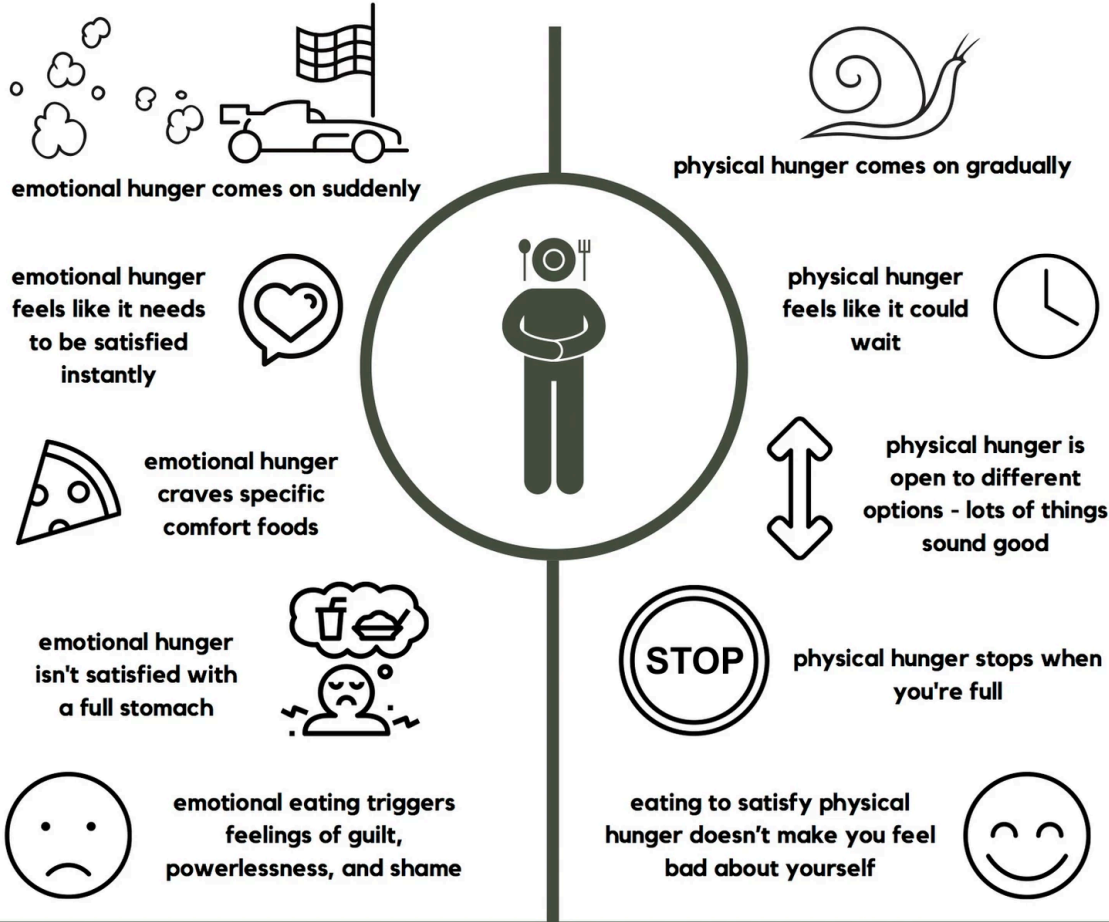 emotional hunger comes on suddenly
physical hunger comes on gradually
emotional hunger
feels like it needs
to be satisfied
instantly
physical hunger
feels like it could
wait
emotional hunger
craves specific
comfort foods
physical hunger is
open to different
options - lots of things
sound good
emotional hunger
isn't satisfied with
a full stomach
STOP
physical hunger stops when
you're full
emotional eating triggers
feelings of guilt,
powerlessness, and shame
eating to satisfy physical
hunger doesn't make you feel
bad about yourself